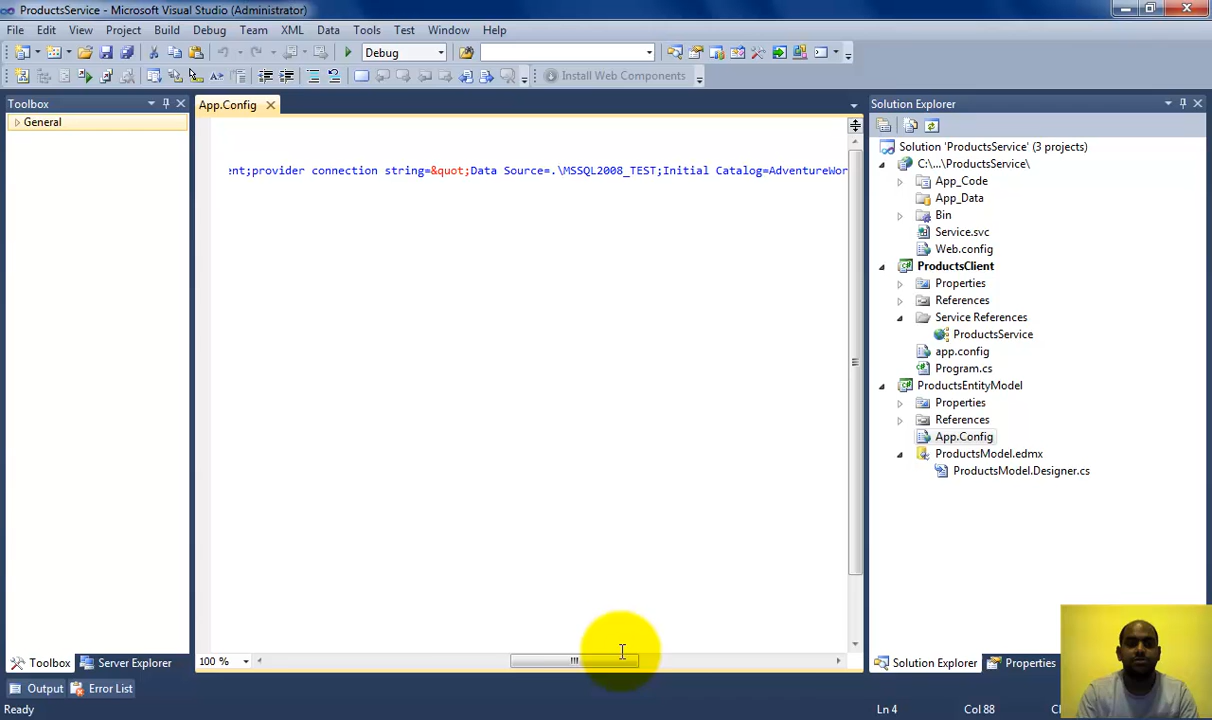 ProductsService - Microsoft Visual Studio (Administrator)
File Edit View Project Build Debug Team XML Data Tools Test Window Help
Debug
Install Web Components
Toolbox
General
App.Config
ent;provider connection string=&quot;Data Source=.\MSSQL2008_TEST;Initial Catalog=AdventureWor
100 %
Toolbox Server Explorer
Solution Explorer
Solution 'ProductsService' (3 projects)
C:\...\ProductsService\
App_Code
App_Data
Bin
Service.svc
Web.config
ProductsClient
Properties
References
Service References
ProductsService
app.config
Program.cs
ProductsEntityModel
Properties
References
App.Config
ProductsModel.edmx
ProductsModel.Designer.cs
Solution Explorer Properties
Output Error List
Ready Ln 4 Col 88